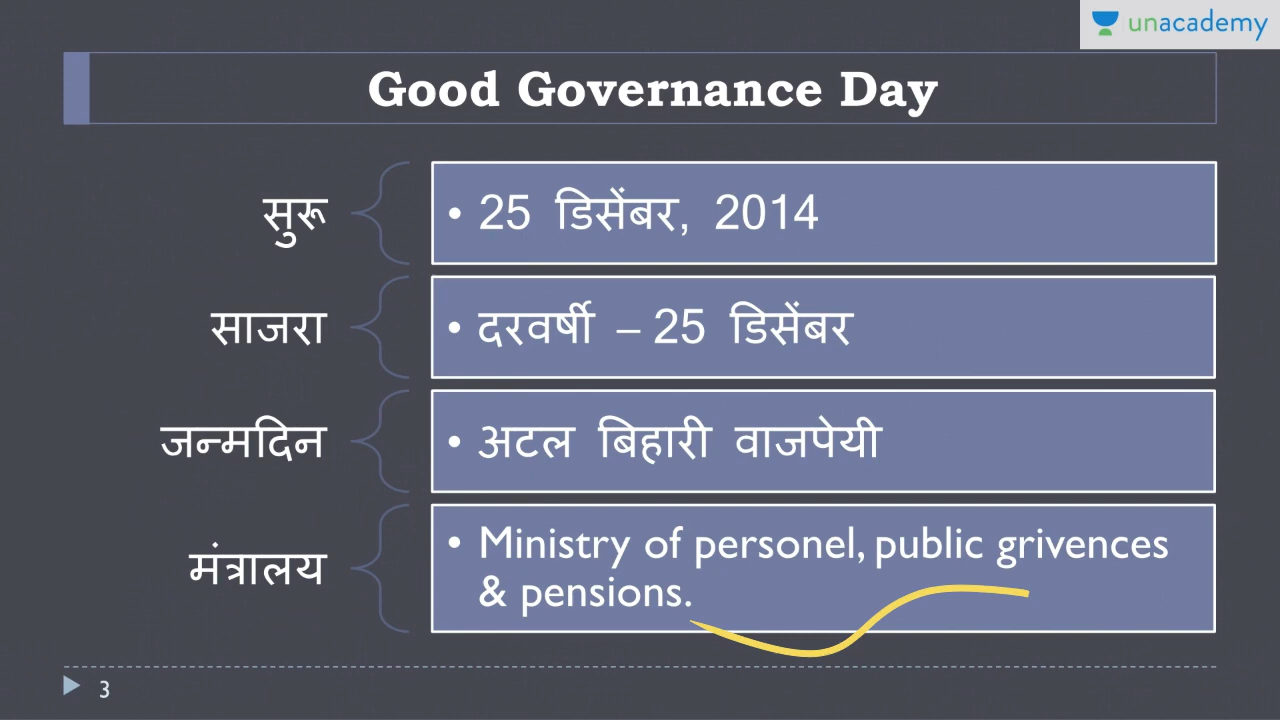 unacademy
Good Governance Day
सुरू
• 25 डिसेंबर, 2014
साजरा
• दरवर्षी – 25 डिसेंबर
जन्मदिन
• अटल बिहारी वाजपेयी
मंत्रालय
• Ministry of personel, public grivences
& pensions.
3